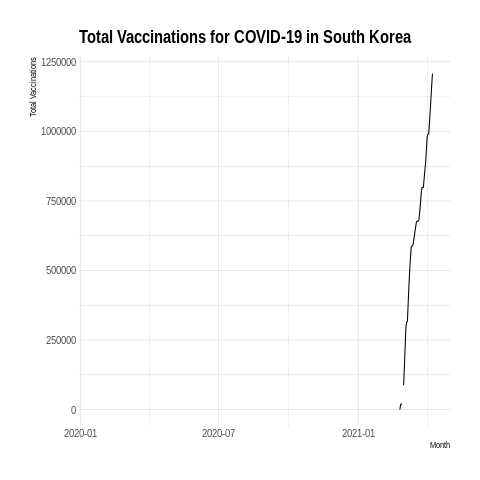 Total Vaccinations for COVID-19 in South Korea
Total Vaccinations
1250000
1000000
750000
500000
250000
0
2020-01 2020-07 2021-01
Month